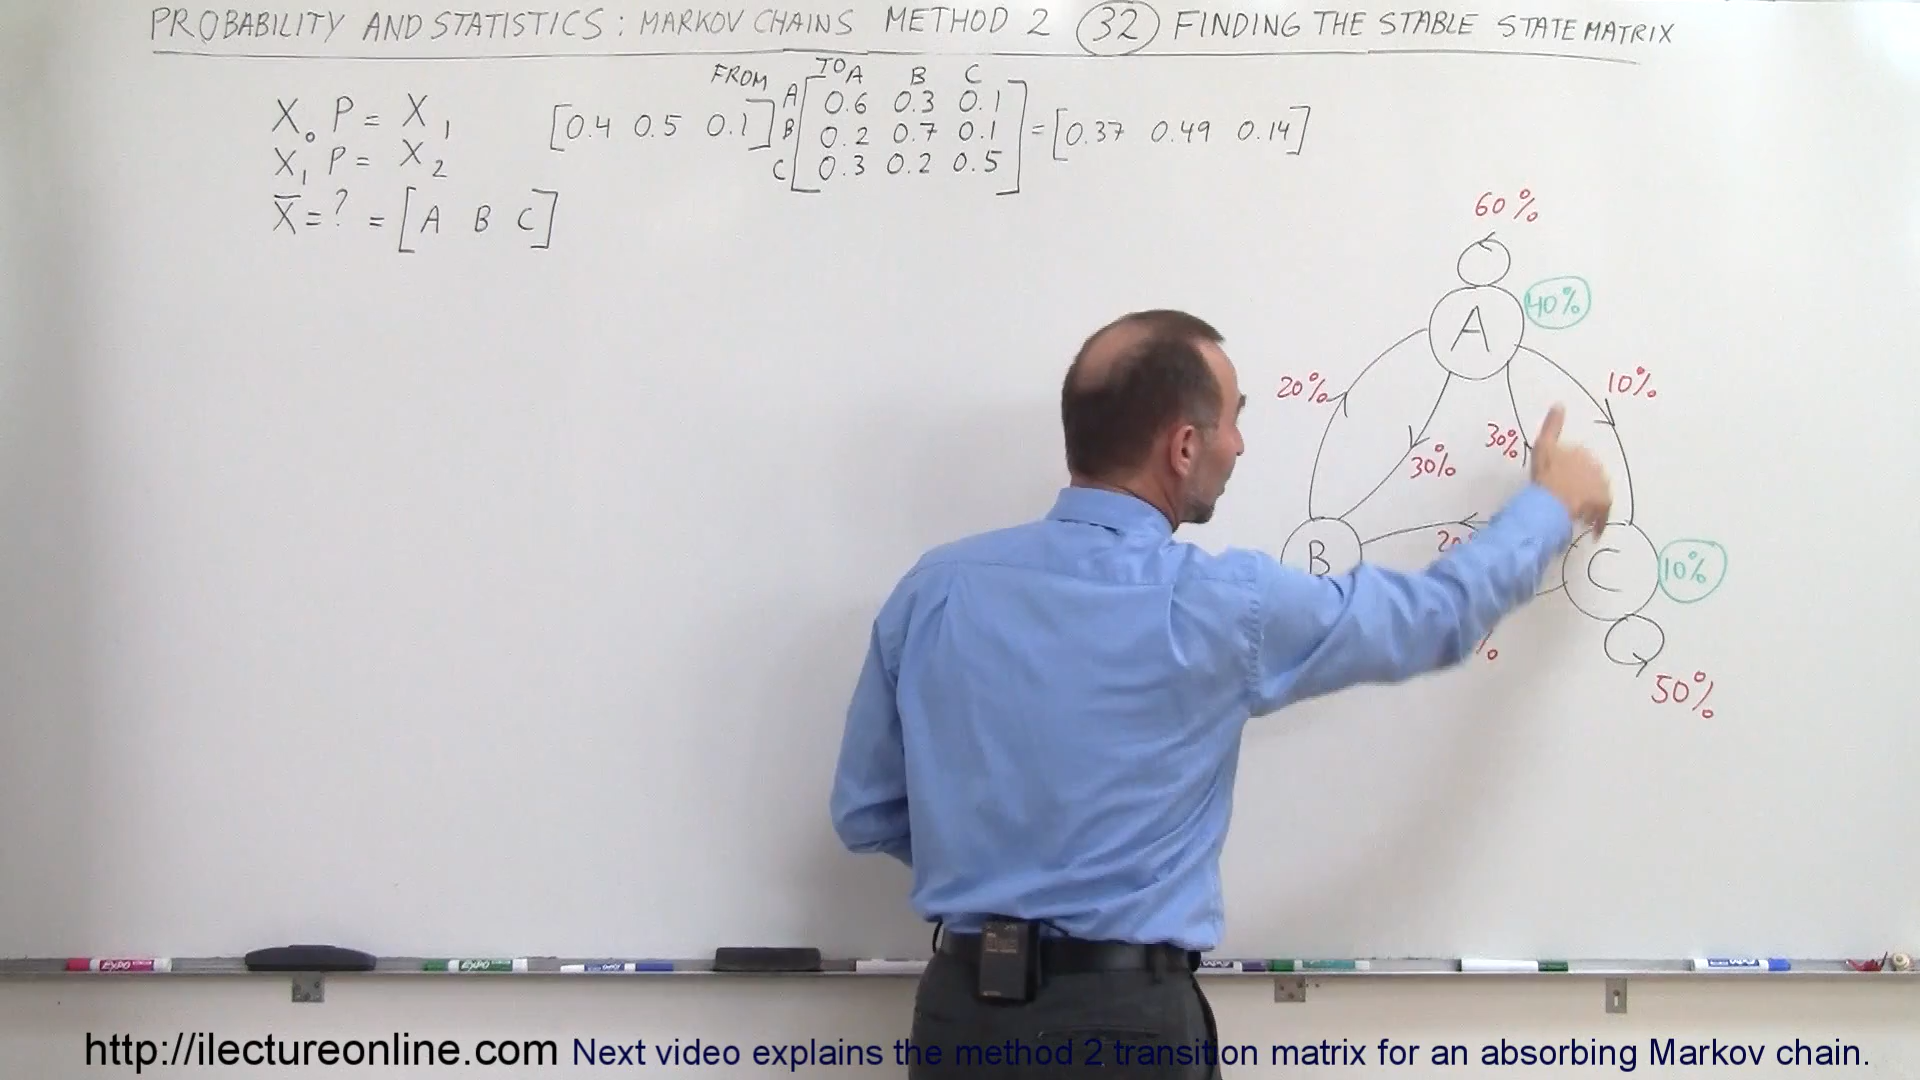 PROBABILITY AND STATISTICS: MARKOV CHAINS METHOD 2 (32) FINDING THE STABLE STATE MATRIX
FROM TO A B C
X₀ P = X₁ [0.4 0.5 0.1] A [0.6 0.3 0.1] = [0.37 0.49 0.14]
B 0.2 0.7 0.1
X₁ P = X₂ C 0.3 0.2 0.5
X̄ = ? = [A B C]
60%
A 40%
20% 10%
30% 30%
B C 10%
50%
EXPO
EXPO
http://ilectureonline.com Next video explains the method 2 transition matrix for an absorbing Markov chain.